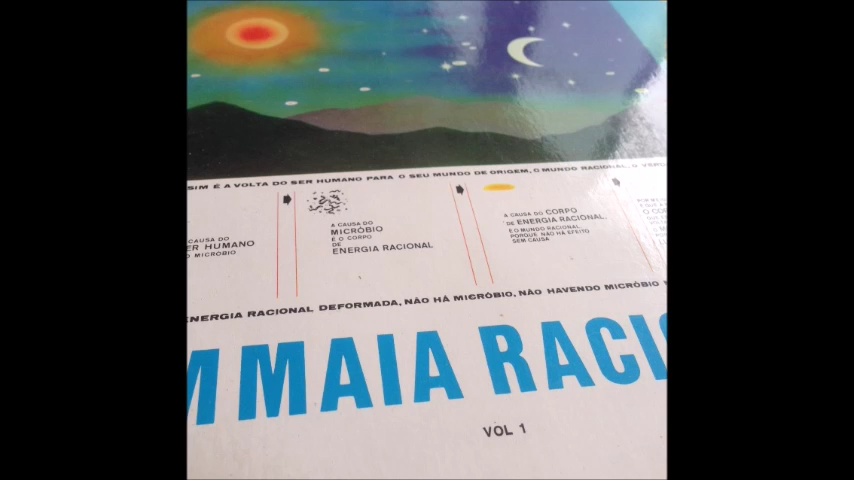 SIM É A VOLTA DO SER HUMANO PARA O SEU MUNDO DE ORIGEM, O MUNDO RACIONAL, O VERD
CAUSA DO
ER HUMANO
O MICRÓBIO
A CAUSA DO
MICRÓBIO
É O CORPO
DE
ENERGIA RACIONAL
A CAUSA DO CORPO
DE ENERGIA RACIONAL,
É O MUNDO RACIONAL,
PORQUE NÃO HÁ EFEITO
SEM CAUSA
ENERGIA RACIONAL DEFORMADA, NÃO HÁ MICRÓBIO, NÃO HAVENDO MICRÓBIO
M MAIA RACIO
VOL 1